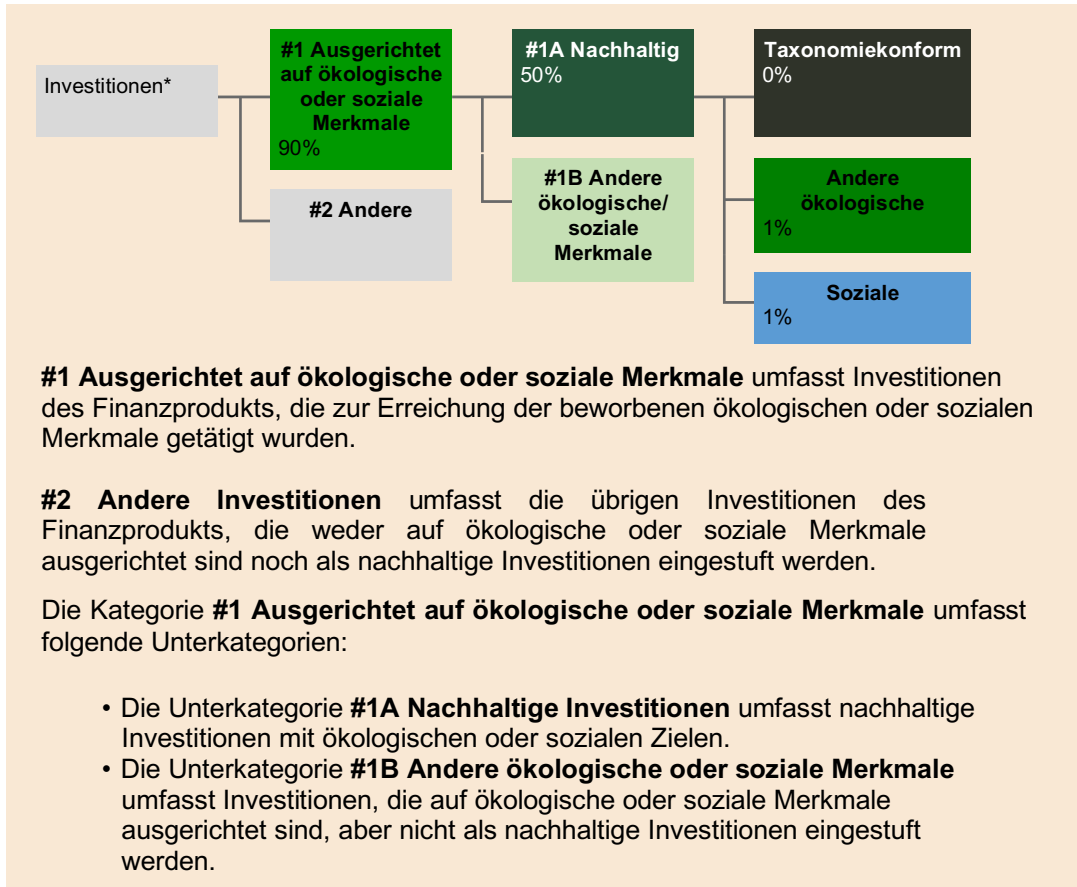 Investitionen*
#1 Ausgerichtet
auf ökologische
oder soziale
Merkmale
90%
#2 Andere
#1A Nachhaltig
50%
#1B Andere
ökologische/
soziale
Merkmale
Taxonomiekonform
0%
Andere
ökologische
1%
Soziale
1%
#1 Ausgerichtet auf ökologische oder soziale Merkmale umfasst Investitionen
des Finanzprodukts, die zur Erreichung der beworbenen ökologischen oder sozialen
Merkmale getätigt wurden.
#2 Andere Investitionen umfasst die übrigen Investitionen des
Finanzprodukts, die weder auf ökologische oder soziale Merkmale
ausgerichtet sind noch als nachhaltige Investitionen eingestuft werden.
Die Kategorie #1 Ausgerichtet auf ökologische oder soziale Merkmale umfasst
folgende Unterkategorien:
• Die Unterkategorie #1A Nachhaltige Investitionen umfasst nachhaltige
Investitionen mit ökologischen oder sozialen Zielen.
• Die Unterkategorie #1B Andere ökologische oder soziale Merkmale
umfasst Investitionen, die auf ökologische oder soziale Merkmale
ausgerichtet sind, aber nicht als nachhaltige Investitionen eingestuft
werden.